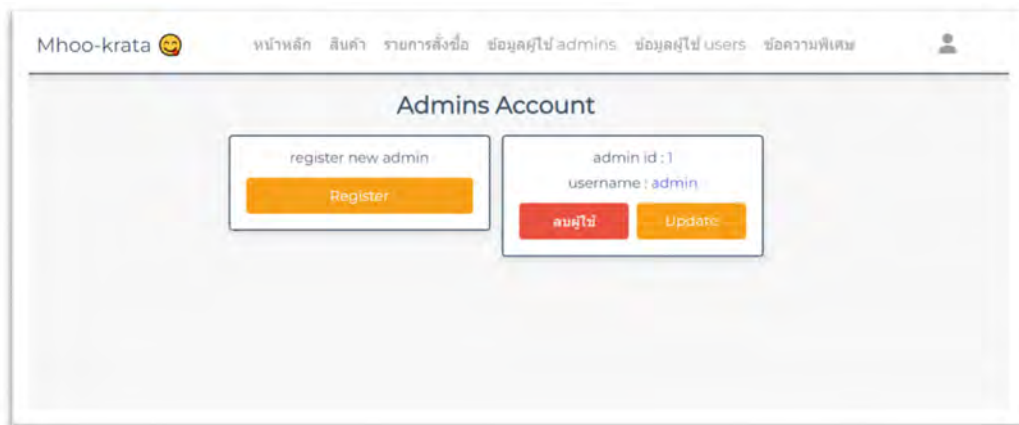 Mhoo-krata 😋 หน้าหลัก สินค้า รายการสั่งซื้อ ข้อมูลผู้ใช้ admins ข้อมูลผู้ใช้ users ข้อความพิเศษ
Admins Account
register new admin
Register
admin id : 1
username : admin
ลบผู้ใช้ Update